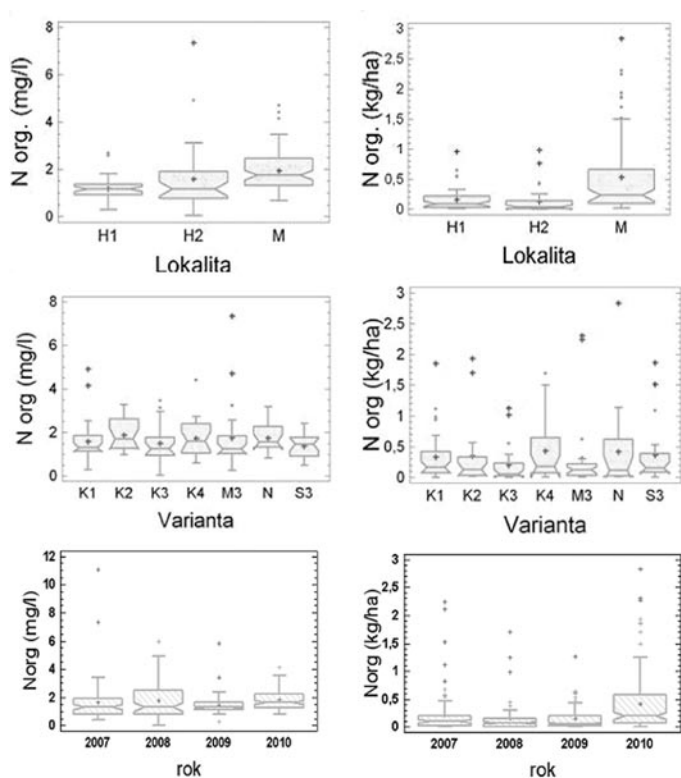 N org. (mg/l)
8
6
4
2
0
H1 H2 M
Lokalita
N org. (kg/ha)
3
2,5
2
1,5
1
0,5
0
H1 H2 M
Lokalita
N org (mg/l)
8
6
4
2
0
K1 K2 K3 K4 M3 N S3
Varianta
N org (kg/ha)
3
2,5
2
1,5
1
0,5
0
K1 K2 K3 K4 M3 N S3
Varianta
Norg (mg/l)
12
10
8
6
4
2
0
2007 2008 2009 2010
rok
Norg (kg/ha)
3
2,5
2
1,5
1
0,5
0
2007 2008 2009 2010
rok